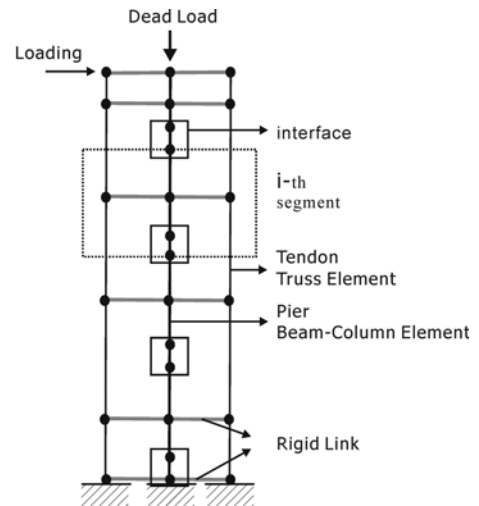 Dead Load
Loading
interface
i-th
segment
Tendon
Truss Element
Pier
Beam-Column Element
Rigid Link